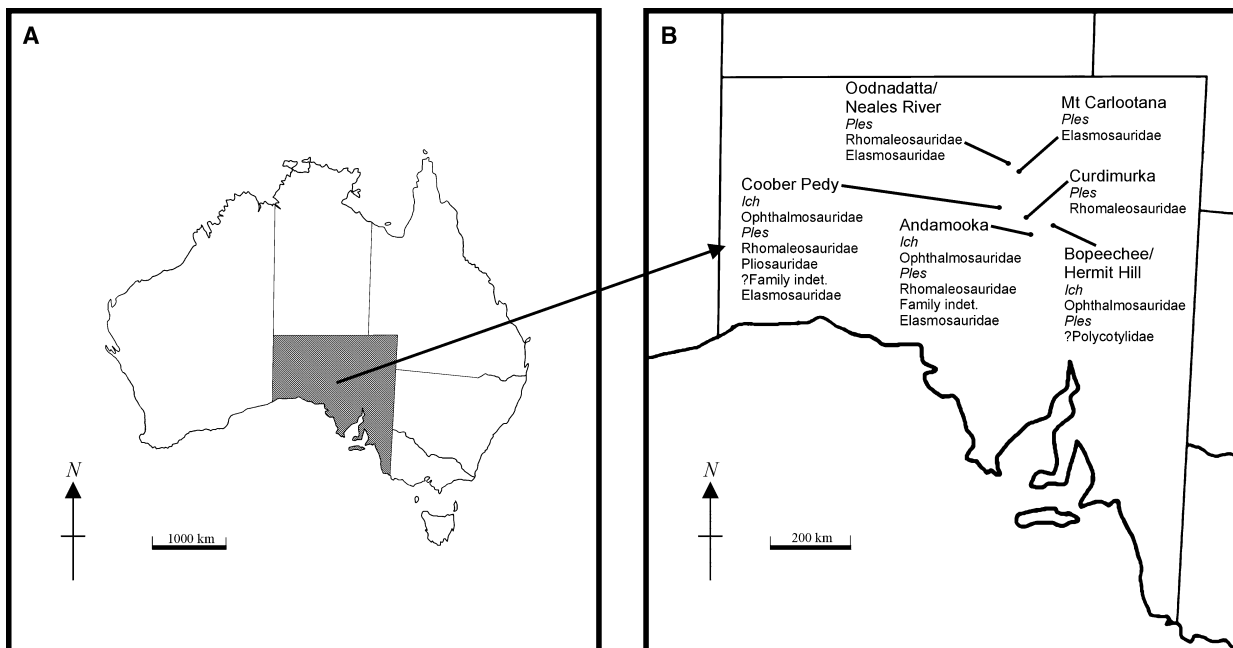 A
N
1000 km
B
Oodnadatta/
Neales River
Ples
Rhomaleosauridae
Elasmosauridae
Mt Carlootana
Ples
Elasmosauridae
Coober Pedy
Ich
Ophthalmosauridae
Ples
Rhomaleosauridae
Pliosauridae
?Family indet.
Elasmosauridae
Curdimurka
Ples
Rhomaleosauridae
Andamooka
Ich
Ophthalmosauridae
Ples
Rhomaleosauridae
Family indet.
Elasmosauridae
Bopeechee/
Hermit Hill
Ich
Ophthalmosauridae
Ples
?Polycotylidae
N
200 km